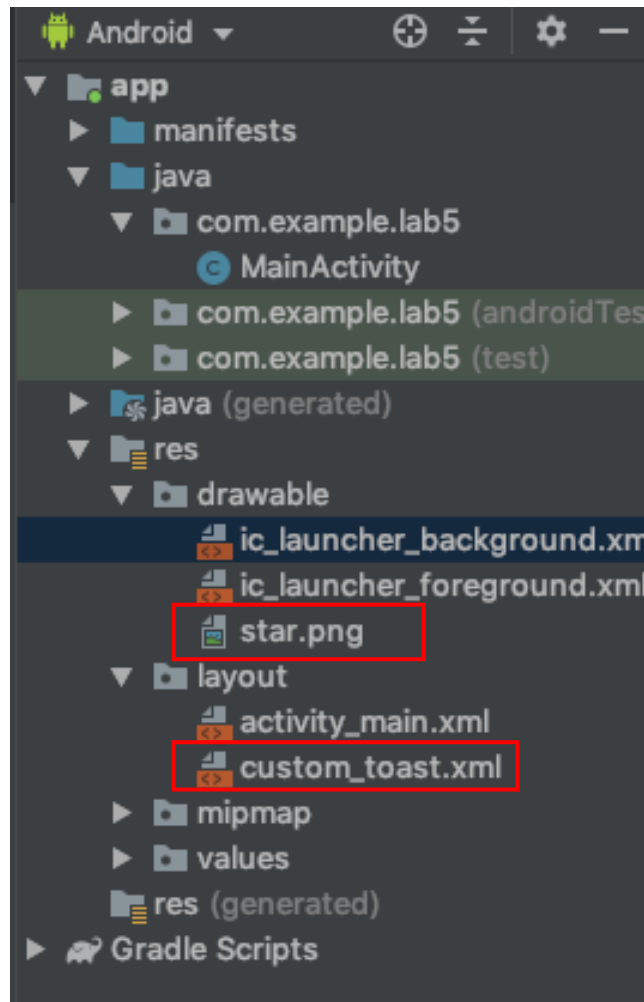 Android
app
manifests
java
com.example.lab5
MainActivity
com.example.lab5 (androidTes
com.example.lab5 (test)
java (generated)
res
drawable
ic_launcher_background.xm
ic_launcher_foreground.xml
star.png
layout
activity_main.xml
custom_toast.xml
mipmap
values
res (generated)
Gradle Scripts